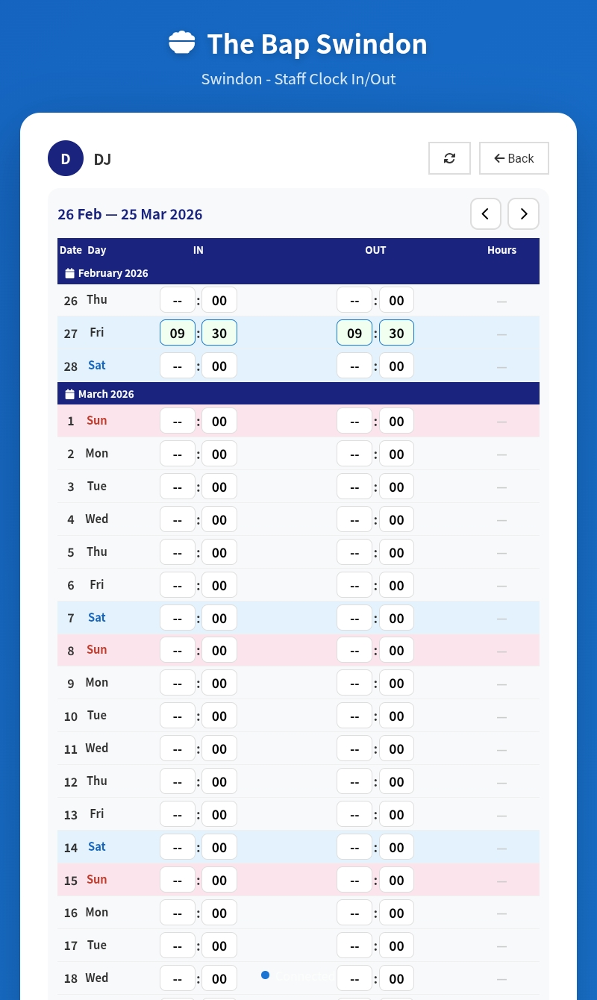 The Bap Swindon
Swindon - Staff Clock In/Out
D DJ Back
26 Feb — 25 Mar 2026
Date Day IN OUT Hours
February 2026
26 Thu -- : 00 -- : 00 —
27 Fri 09 : 30 09 : 30 —
28 Sat -- : 00 -- : 00 —
March 2026
1 Sun -- : 00 -- : 00 —
2 Mon -- : 00 -- : 00 —
3 Tue -- : 00 -- : 00 —
4 Wed -- : 00 -- : 00 —
5 Thu -- : 00 -- : 00 —
6 Fri -- : 00 -- : 00 —
7 Sat -- : 00 -- : 00 —
8 Sun -- : 00 -- : 00 —
9 Mon -- : 00 -- : 00 —
10 Tue -- : 00 -- : 00 —
11 Wed -- : 00 -- : 00 —
12 Thu -- : 00 -- : 00 —
13 Fri -- : 00 -- : 00 —
14 Sat -- : 00 -- : 00 —
15 Sun -- : 00 -- : 00 —
16 Mon -- : 00 -- : 00 —
17 Tue -- : 00 -- : 00 —
18 Wed -- : 00 -- : 00 —